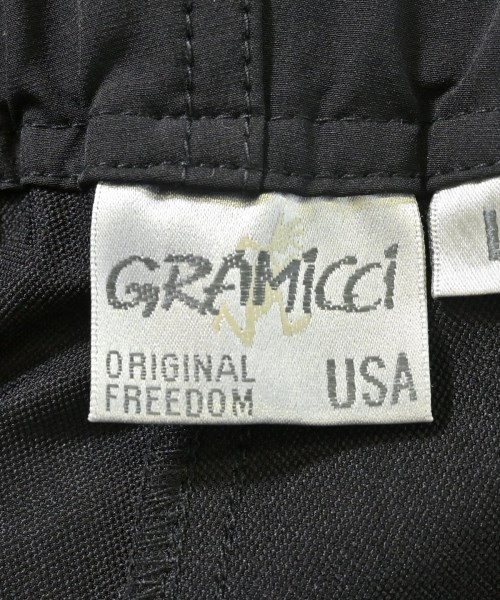 GRAMiCCi
ORIGINAL
FREEDOM
USA
L